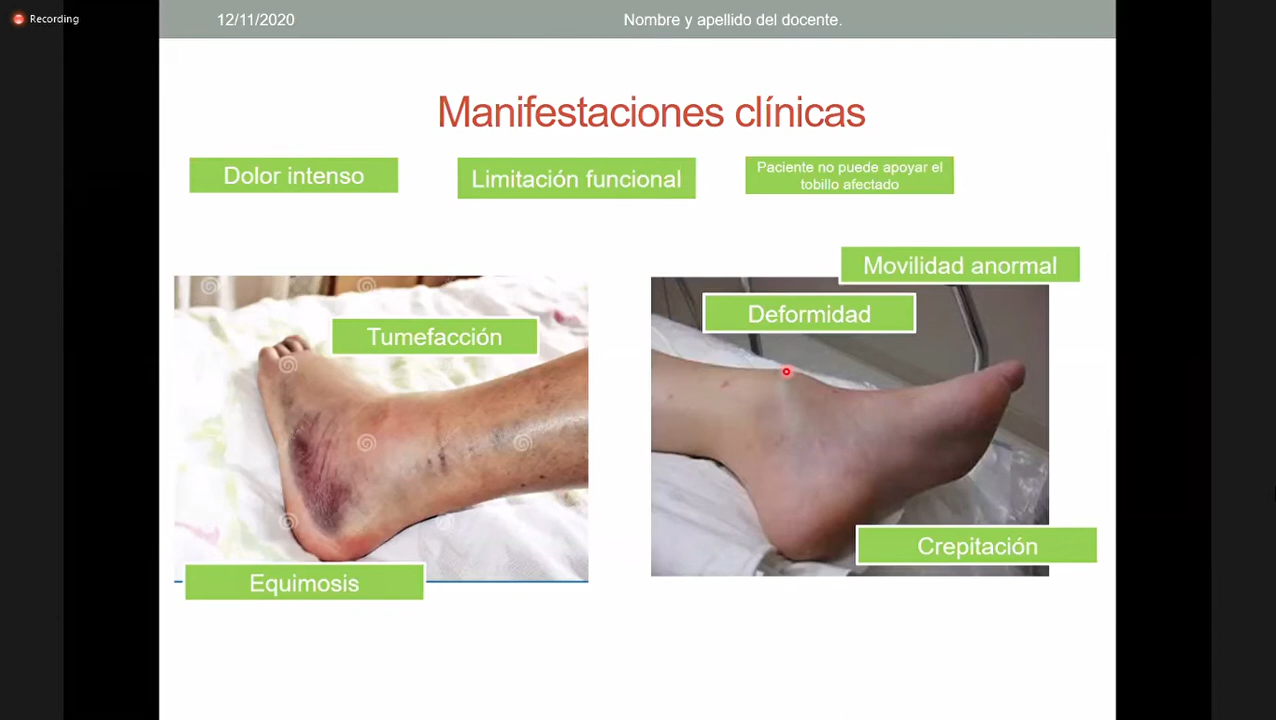 Recording
12/11/2020
Nombre y apellido del docente.
Manifestaciones clínicas
Dolor intenso
Limitación funcional
Paciente no puede apoyar el
tobillo afectado
Movilidad anormal
Deformidad
Tumefacción
Crepitación
Equimosis